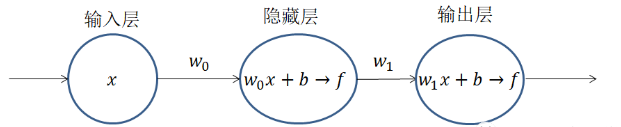 输入层 隐藏层 输出层
w₀ w₁
x w₀x + b → f w₁x + b → f